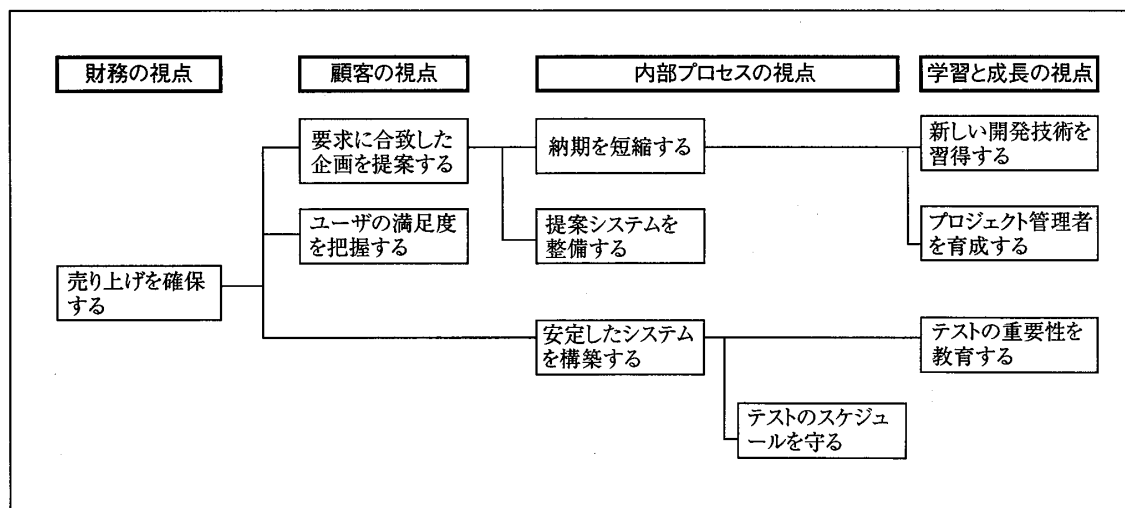 財務の視点
顧客の視点
内部プロセスの視点
学習と成長の視点
要求に合致した
企画を提案する
納期を短縮する
新しい開発技術を
習得する
ユーザの満足度
を把握する
提案システムを
整備する
プロジェクト管理者
を育成する
売り上げを確保
する
安定したシステム
を構築する
テストの重要性を
教育する
テストのスケジュ
ールを守る